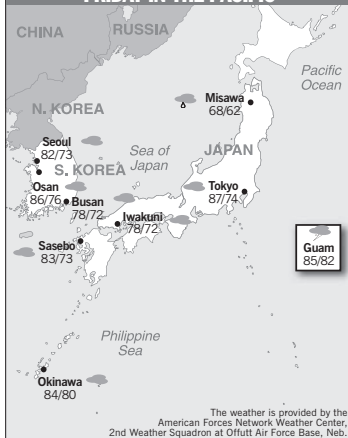 FRIDAY IN THE PACIFIC
CHINA
RUSSIA
Pacific
Ocean
Misawa
68/62
N. KOREA
Seoul
82/73
Sea of
Japan
JAPAN
S. KOREA
Osan
86/76
Busan
78/72
Tokyo
87/74
Iwakuni
78/72
Sasebo
83/73
Guam
85/82
Philippine
Sea
Okinawa
84/80
The weather is provided by the
American Forces Network Weather Center,
2nd Weather Squadron at Offutt Air Force Base, Neb.